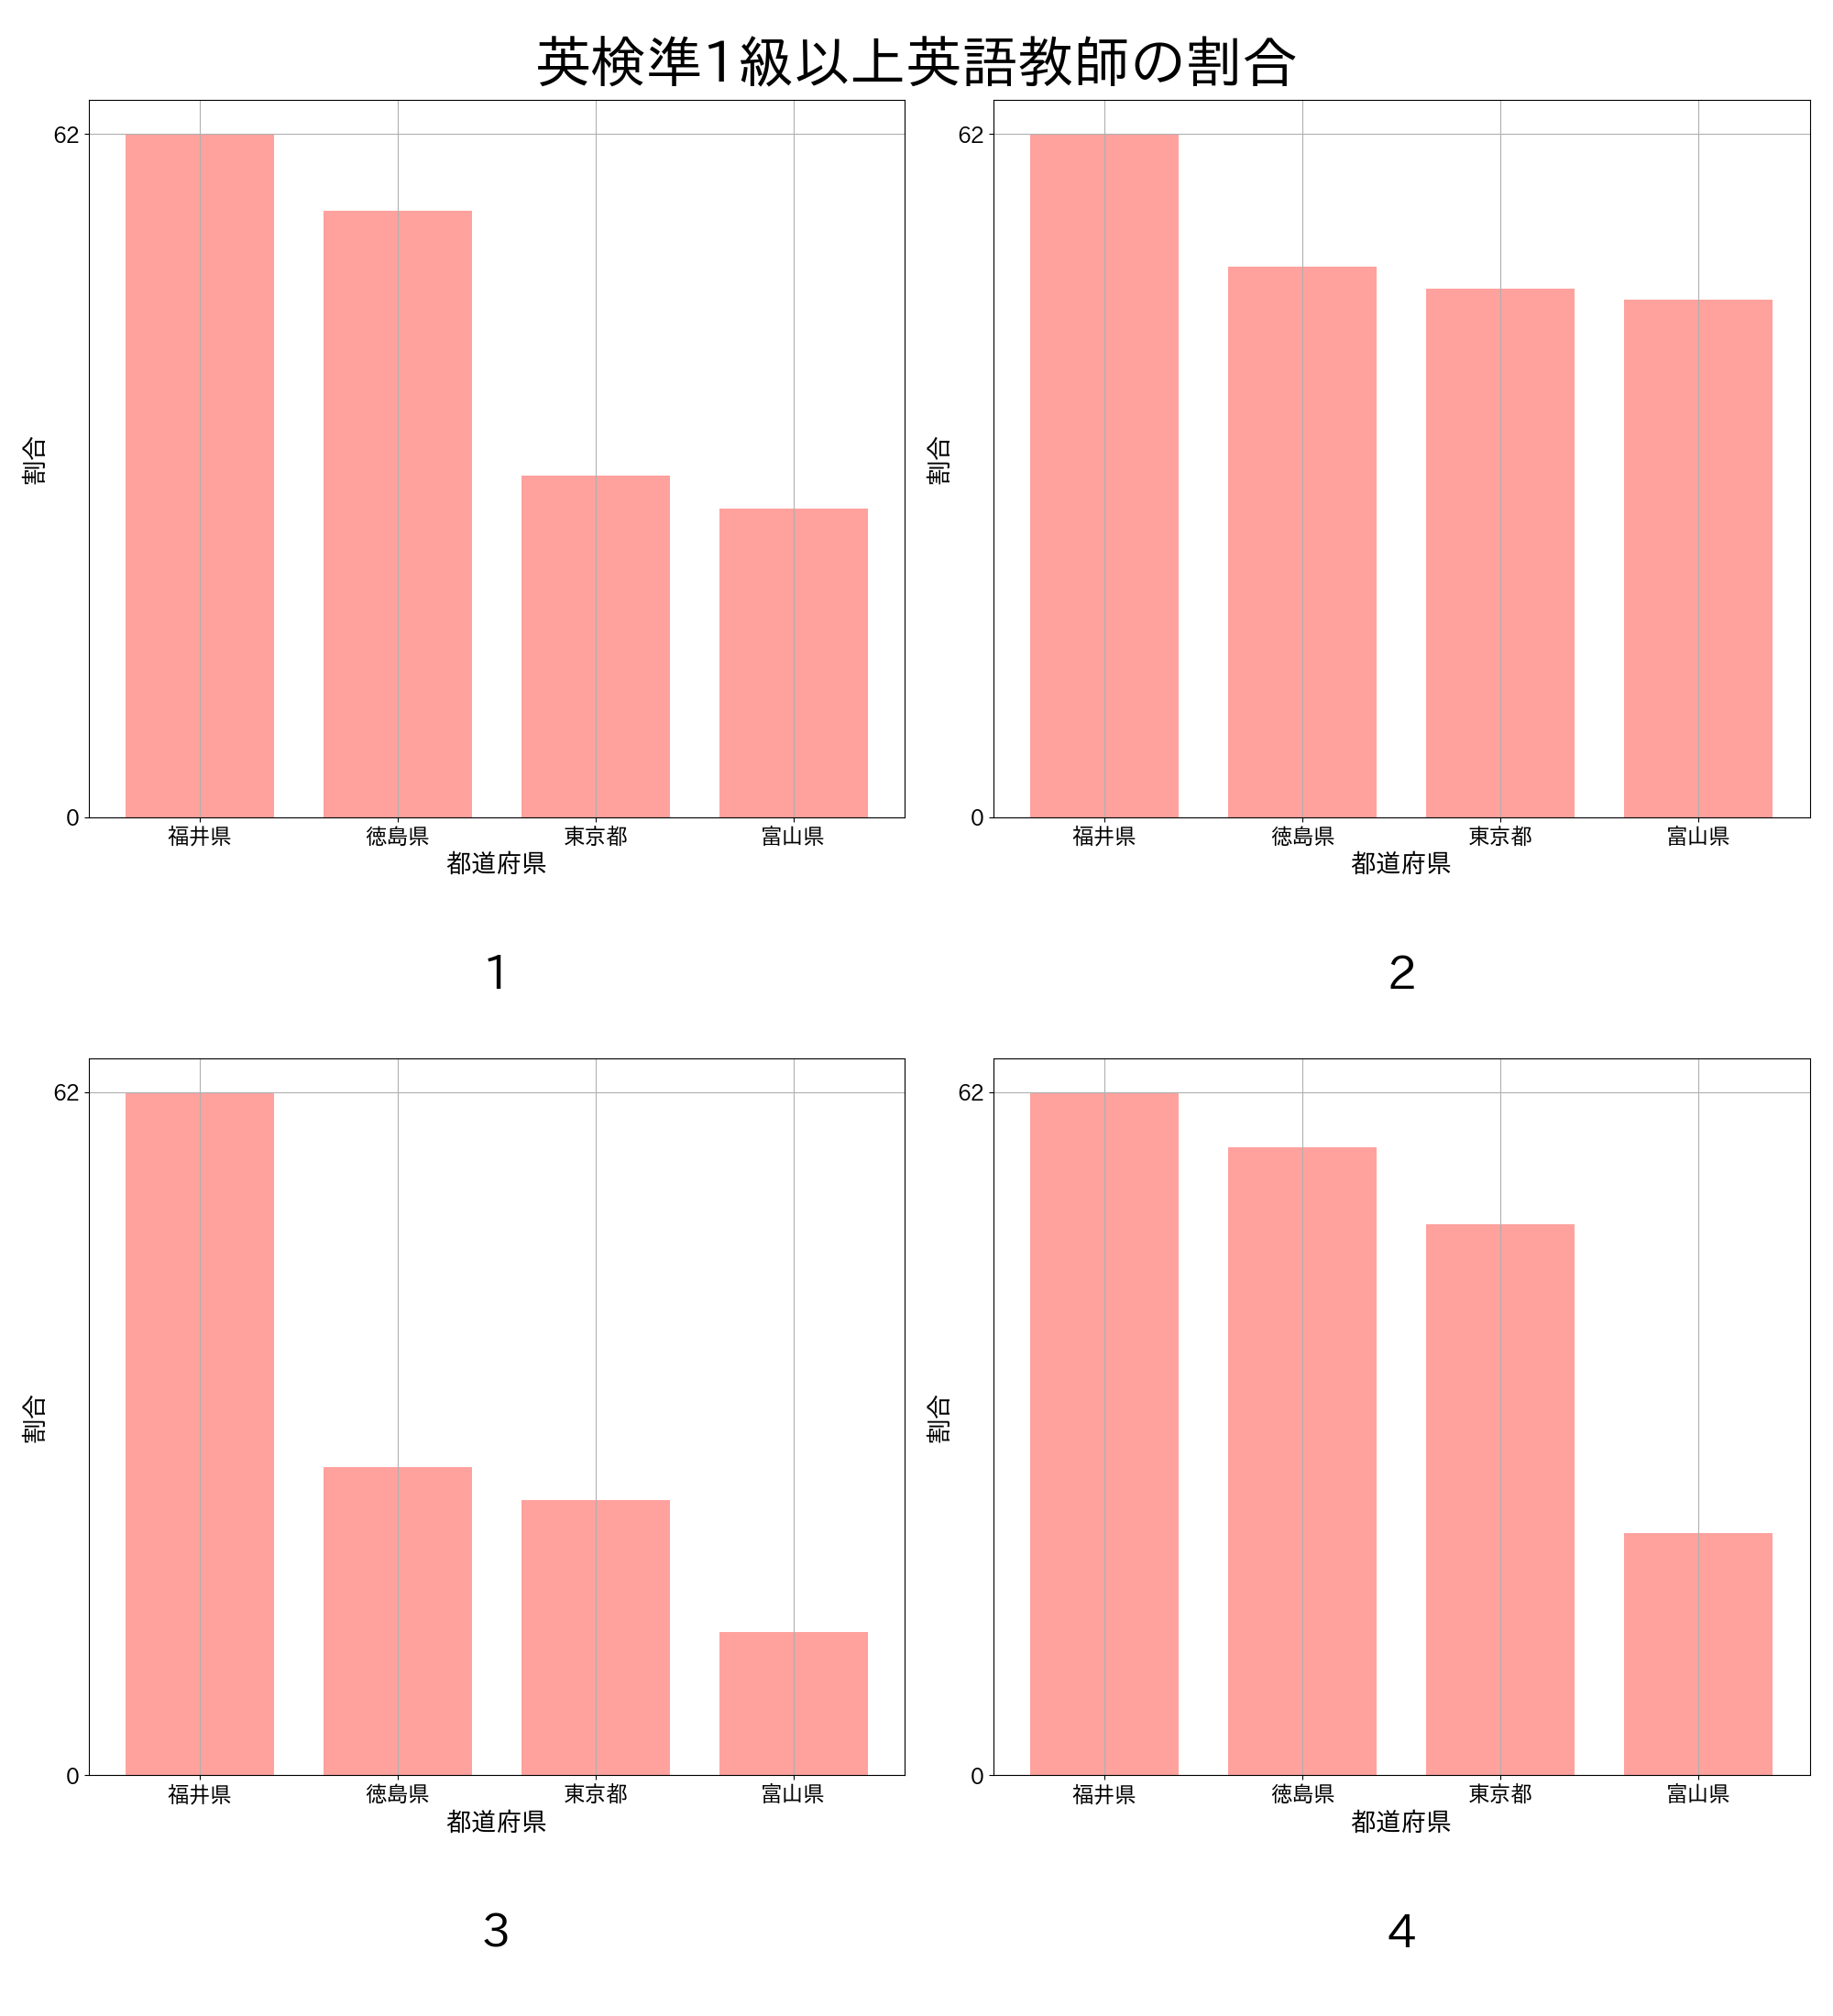 英検準1級以上英語教師の割合
62
0
割合
福井県 徳島県 東京都 富山県
都道府県
1
62
0
割合
福井県 徳島県 東京都 富山県
都道府県
2
62
0
割合
福井県 徳島県 東京都 富山県
都道府県
3
62
0
割合
福井県 徳島県 東京都 富山県
都道府県
4